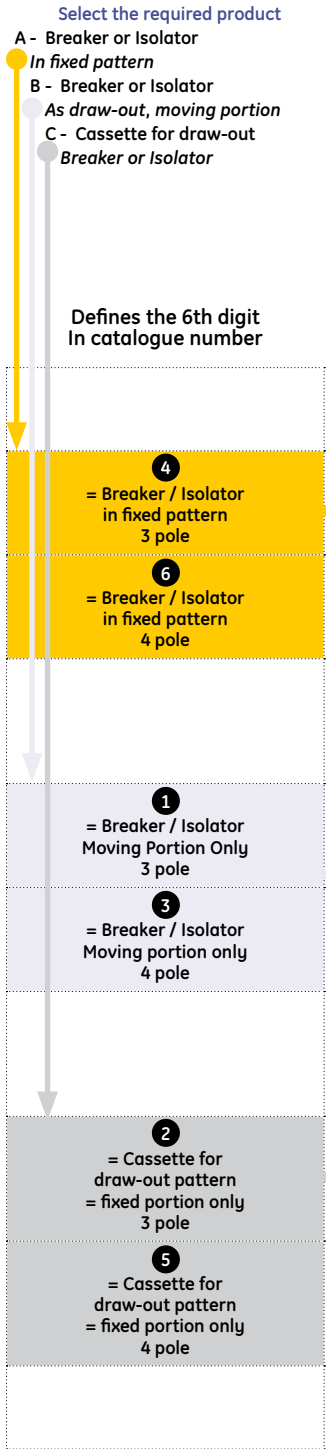 Select the required product
A - Breaker or Isolator
In fixed pattern
B - Breaker or Isolator
As draw-out, moving portion
C - Cassette for draw-out
Breaker or Isolator
Defines the 6th digit
In catalogue number
4
= Breaker / Isolator
in fixed pattern
3 pole
6
= Breaker / Isolator
in fixed pattern
4 pole
1
= Breaker / Isolator
Moving Portion Only
3 pole
3
= Breaker / Isolator
Moving portion only
4 pole
2
= Cassette for
draw-out pattern
= fixed portion only
3 pole
5
= Cassette for
draw-out pattern
= fixed portion only
4 pole